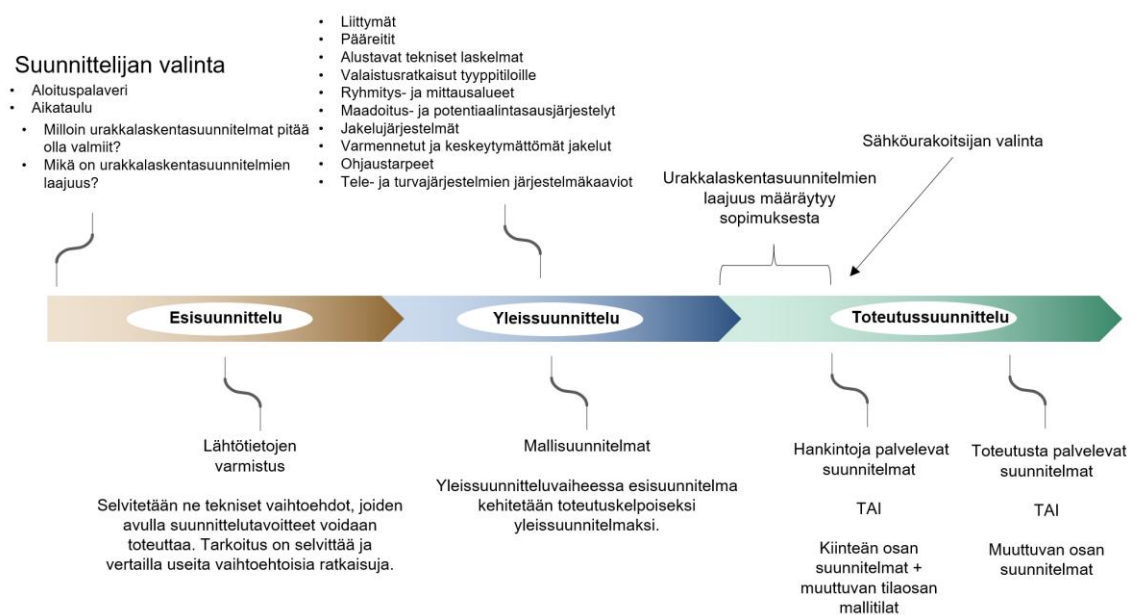 Suunnittelijan valinta
• Aloituspalaveri
• Aikataulu
• Milloin urakkalaskentasuunnitelmat pitää
olla valmiit?
• Mikä on urakkalaskentasuunnitelmien
laajuus?
• Liittymät
• Pääreitit
• Alustavat tekniset laskelmat
• Valaistusratkaisut tyyppitiloille
• Ryhmitys- ja mittausalueet
• Maadoitus- ja potentiaalintasausjärjestelyt
• Jakelujärjestelmät
• Varmennetut ja keskeytymättömät jakelut
• Ohjaustarpeet
• Tele- ja turvajärjestelmien järjestelmäkaaviot
Urakkalaskentasuunnitelmien
laajuus määräytyy
sopimuksesta
Sähköurakoitsijan valinta
Esisuunnittelu
Yleissuunnittelu
Toteutussuunnittelu
Lähtötietojen
varmistus
Selvitetään ne tekniset vaihtoehdot, joiden
avulla suunnittelutavoitteet voidaan
toteuttaa. Tarkoitus on selvittää ja
vertailla useita vaihtoehtoisia ratkaisuja.
Mallisuunnitelmat
Yleissuunnitteluvaiheessa esisuunnitelma
kehitetään toteutuskelpoiseksi
yleissuunnitelmaksi.
Hankintoja palvelevat
suunnitelmat
TAI
Kiinteän osan
suunnitelmat +
muuttuvan tilaosan
mallitilat
Toteutusta palvelevat
suunnitelmat
TAI
Muuttuvan osan
suunnitelmat